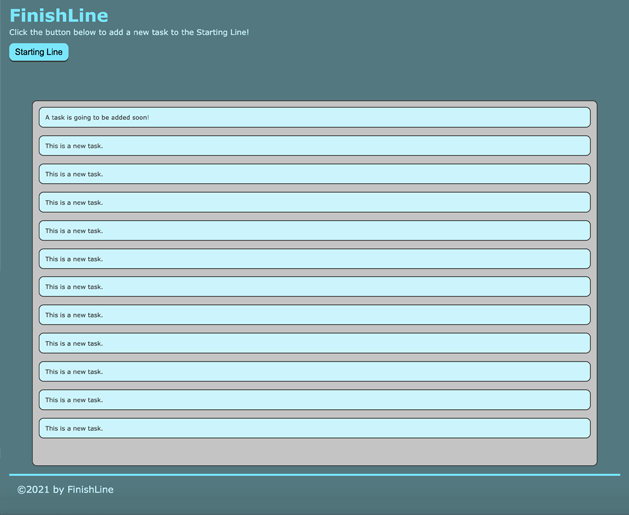 FinishLine
Click the button below to add a new task to the Starting Line!
Starting Line
A task is going to be added soon!
This is a new task.
This is a new task.
This is a new task.
This is a new task.
This is a new task.
This is a new task.
This is a new task.
This is a new task.
This is a new task.
This is a new task.
This is a new task.
©2021 by FinishLine